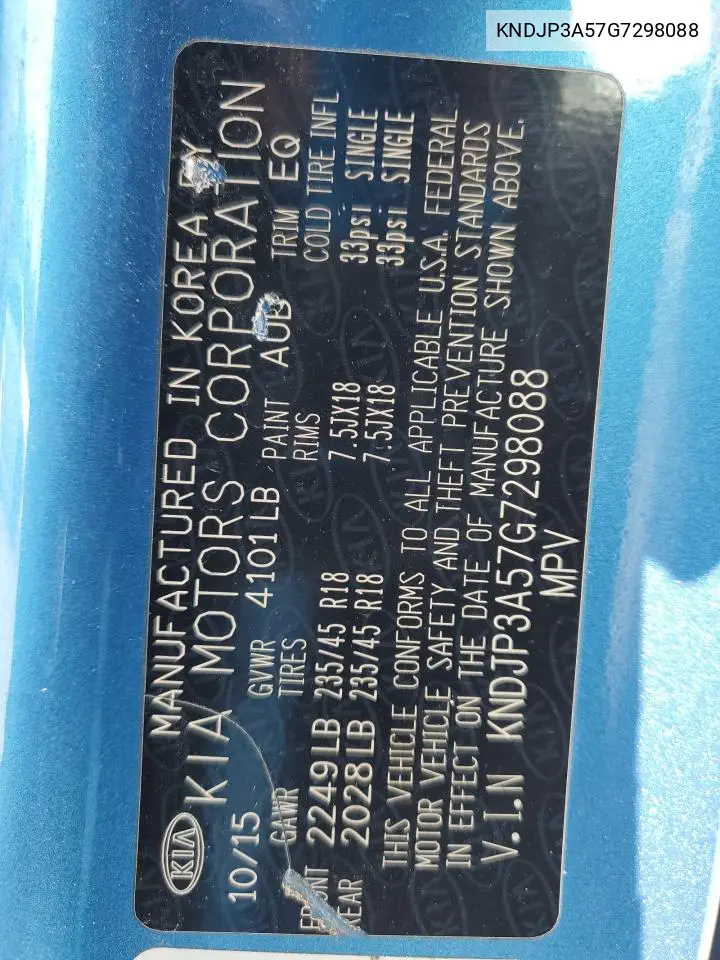 KNDJP3A57G7298088
KIA
MANUFACTURED IN KOREA BY
KIA MOTORS CORPORATION
10/15 GVWR 4101LB PAINT AUB TRIM EQ
GAWR TIRES RIMS COLD TIRE INFL
FRONT 2249LB 235/45 R18 7.5JX18 33psi SINGLE
REAR 2028LB 235/45 R18 7.5JX18 33psi SINGLE
THIS VEHICLE CONFORMS TO ALL APPLICABLE U.S.A. FEDERAL
MOTOR VEHICLE SAFETY AND THEFT PREVENTION STANDARDS
IN EFFECT ON THE DATE OF MANUFACTURE SHOWN ABOVE.
V.I.N KNDJP3A57G7298088
MPV